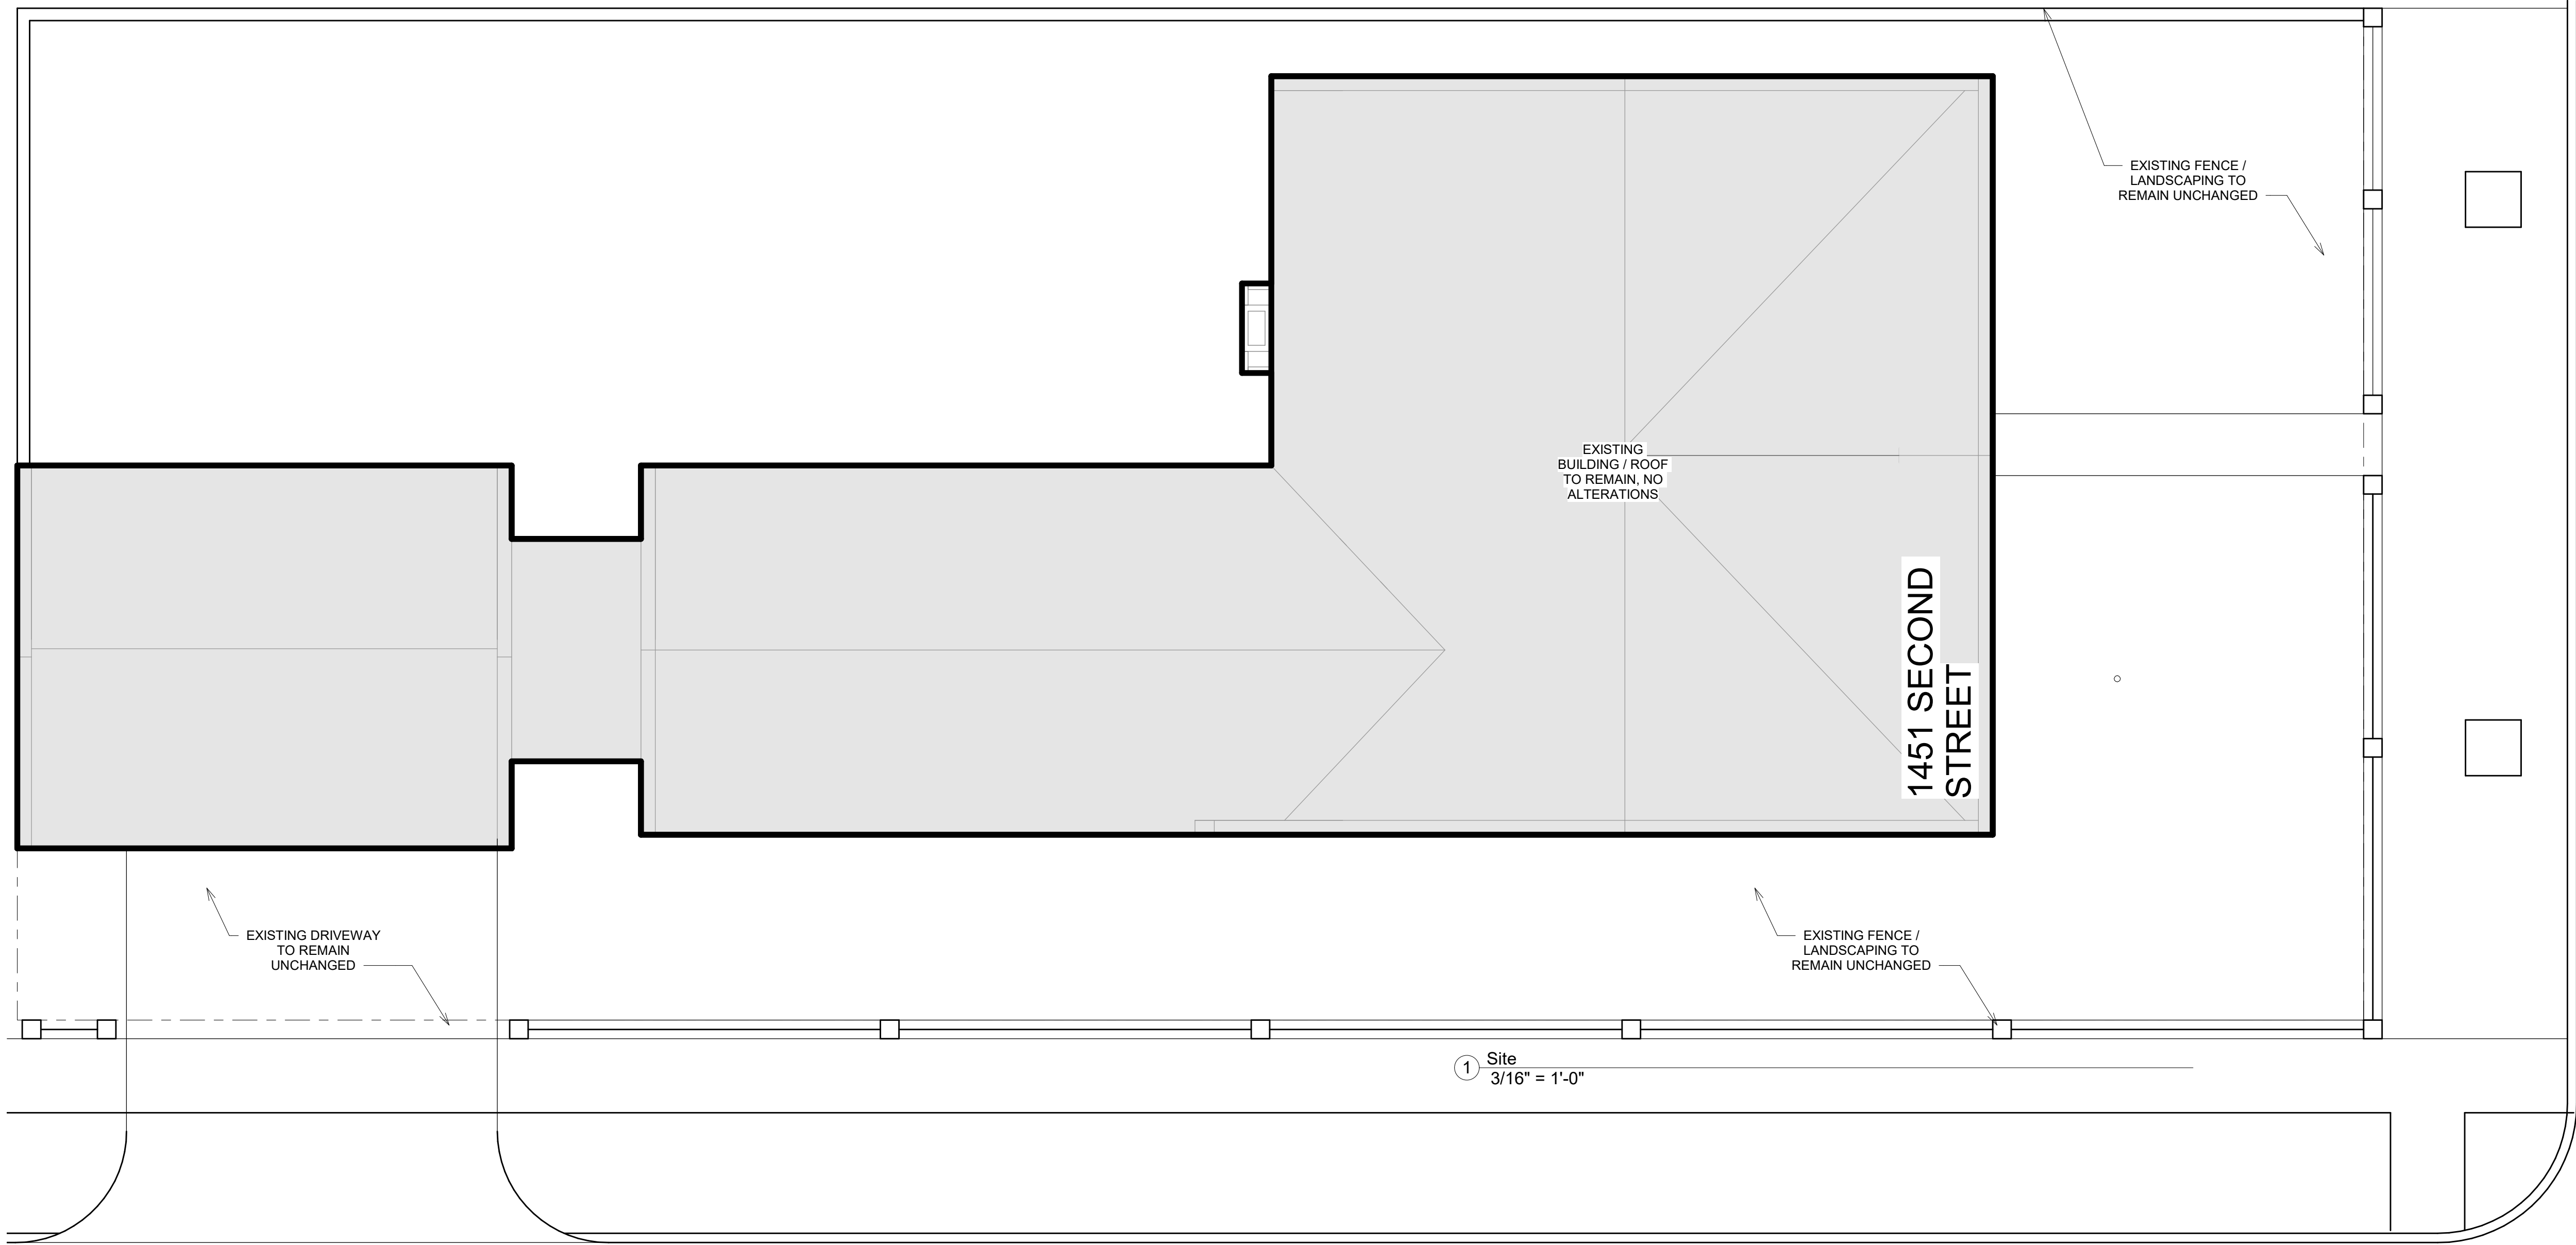 EXISTING FENCE /
LANDSCAPING TO
REMAIN UNCHANGED
EXISTING
BUILDING / ROOF
TO REMAIN, NO
ALTERATIONS
1451 SECOND
STREET
EXISTING DRIVEWAY
TO REMAIN
UNCHANGED
EXISTING FENCE /
LANDSCAPING TO
REMAIN UNCHANGED
1 Site
3/16" = 1'-0"